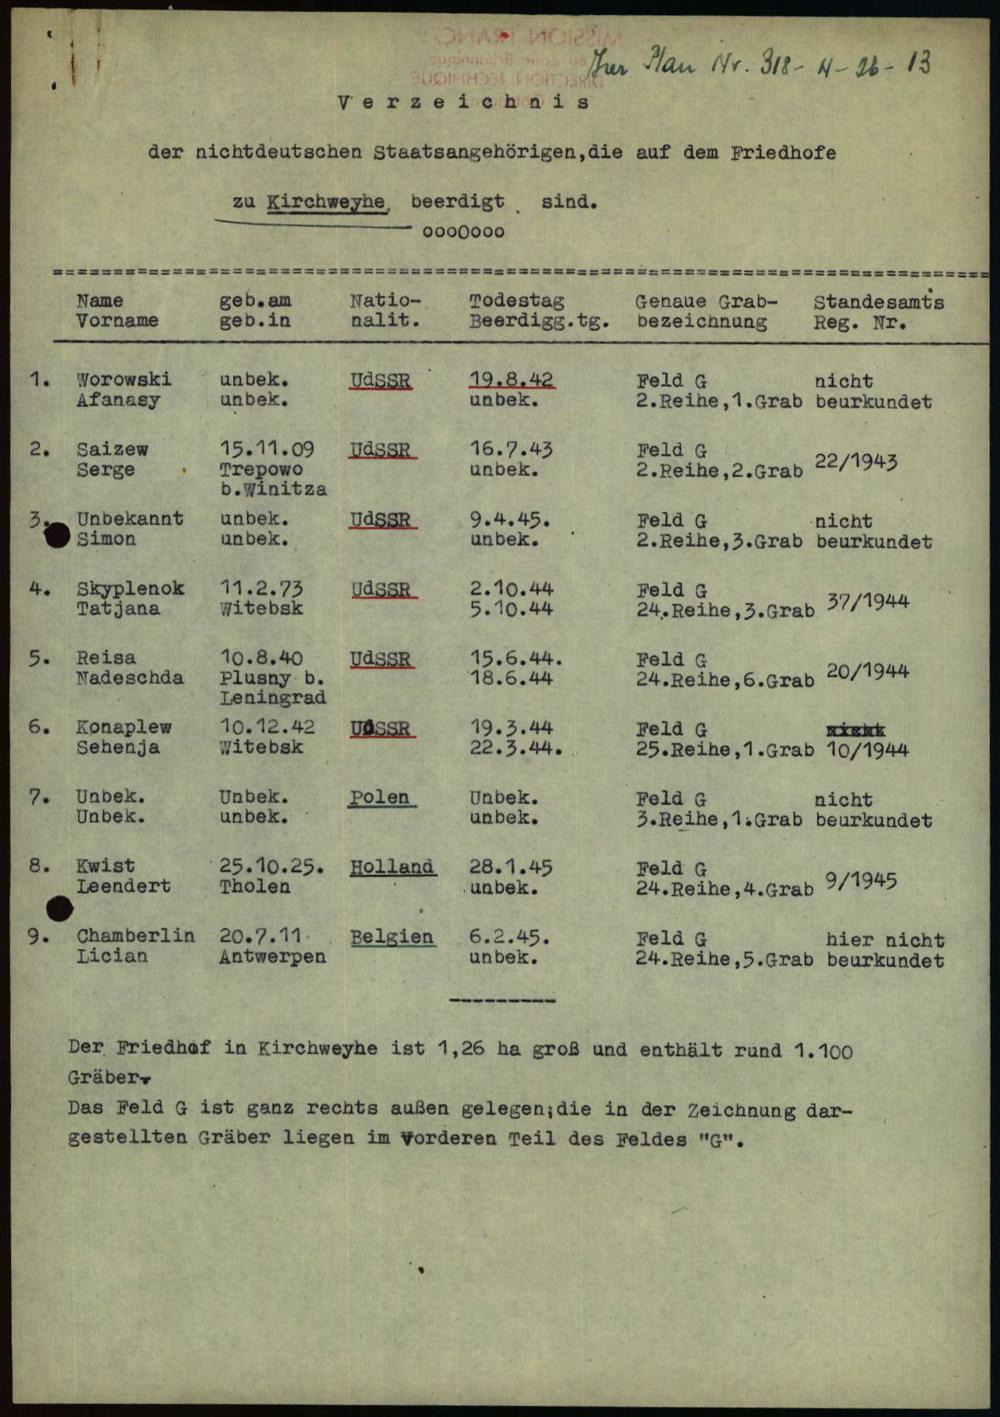 MISSION FRANÇ
DIRECTION TECHNIQUE
Plan Nr. 318-4-26-13
Verzeichnis
der nichtdeutschen Staatsangehörigen,die auf dem Friedhofe
zu Kirchweyhe, beerdigt sind.
oooOooo
Name geb.am Natio- Todestag Genaue Grab- Standesamts
Vorname geb.in nalit. Beerdigg.tg. bezeichnung Reg. Nr.
1. Worowski unbek. UdSSR 19.8.42 Feld G nicht
Afanasy unbek. unbek. 2.Reihe,1.Grab beurkundet
2. Saizew 15.11.09 UdSSR 16.7.43 Feld G 22/1943
Serge Trepowo unbek. 2.Reihe,2.Grab
b.Winitza
3. Unbekannt unbek. UdSSR 9.4.45. Feld G nicht
Simon unbek. unbek. 2.Reihe,3.Grab beurkundet
4. Skyplenok 11.2.73 UdSSR 2.10.44 Feld G 37/1944
Tatjana Witebsk 5.10.44 24.Reihe,3.Grab
5. Reisa 10.8.40 UdSSR 15.6.44. Feld G 20/1944
Nadeschda Plusny b. 18.6.44 24.Reihe,6.Grab
Leningrad
6. Konaplew 10.12.42 UdSSR 19.3.44 Feld G nicht
Sehenja Witebsk 22.3.44. 25.Reihe,1.Grab 10/1944
7. Unbek. Unbek. Polen Unbek. Feld G nicht
Unbek. unbek. unbek. 3.Reihe,1.Grab beurkundet
8. Kwist 25.10.25. Holland 28.1.45 Feld G 9/1945
Leendert Tholen unbek. 24.Reihe,4.Grab
9. Chamberlin 20.7.11 Belgien 6.2.45. Feld G hier nicht
Lician Antwerpen unbek. 24.Reihe,5.Grab beurkundet
Der Friedhof in Kirchweyhe ist 1,26 ha groß und enthält rund 1.100
Gräber.
Das Feld G ist ganz rechts außen gelegen;die in der Zeichnung dar-
gestellten Gräber liegen im Vorderen Teil des Feldes "G".